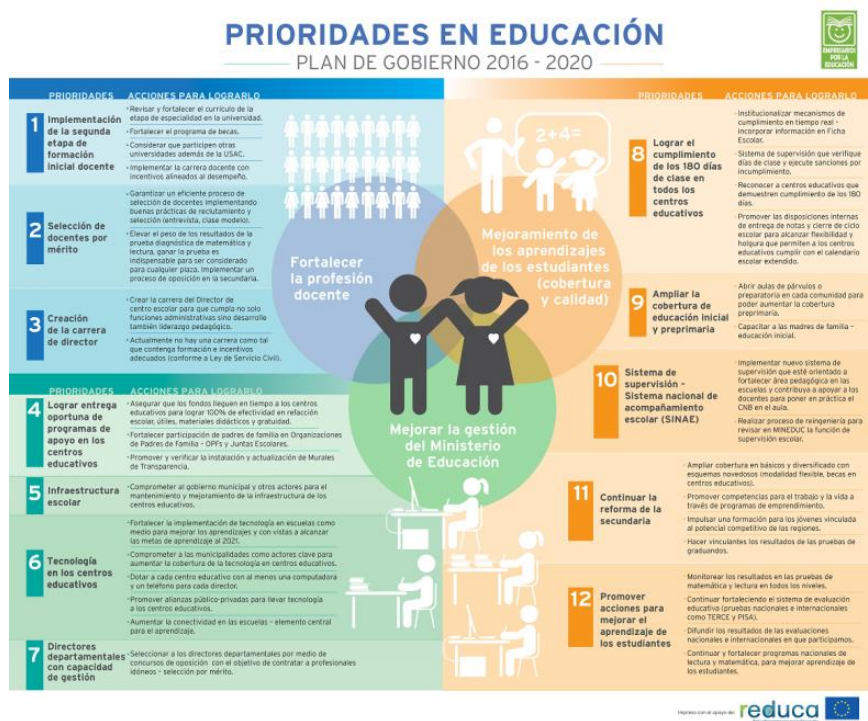 PRIORIDADES EN EDUCACIÓN
PLAN DE GOBIERNO 2016 - 2020
EMPRESARIOS
POR LA
EDUCACIÓN
PRIORIDADES ACCIONES PARA LOGRARLO
1
Implementación
de la segunda
etapa de
formación
inicial docente
· Revisar y fortalecer el currículo de la
etapa de especialidad en la universidad.
· Fortalecer el programa de becas.
· Considerar que participen otras
universidades además de la USAC.
· Implementar la carrera docente con
incentivos alineados al desempeño.
2
Selección de
docentes por
mérito
· Garantizar un eficiente proceso de
selección de docentes implementando
buenas prácticas de reclutamiento y
selección (entrevista, clase modelo).
· Elevar el peso de los resultados de la
prueba diagnóstica de matemática y
lectura, ganar la prueba es
indispensable para ser considerado
para cualquier plaza. Implementar un
proceso de oposición en la secundaria.
3
Creación
de la carrera
de director
· Crear la carrera del Director de
centro escolar para que cumpla no solo
funciones administrativas sino desarrolle
también liderazgo pedagógico.
· Actualmente no hay una carrera como tal
que contenga formación e incentivos
adecuados (conforme a Ley de Servicio Civil).
PRIORIDADES ACCIONES PARA LOGRARLO
4
Lograr entrega
oportuna de
programas de
apoyo en los
centros
educativos
· Asegurar que los fondos lleguen en tiempo a los centros
educativos para lograr 100% de efectividad en refacción
escolar, útiles, materiales didácticos y gratuidad.
· Fortalecer participación de padres de familia en Organizaciones
de Padres de Familia - OPFs y Juntas Escolares.
· Promover y verificar la instalación y actualización de Murales
de Transparencia.
5
Infraestructura
escolar
· Comprometer al gobierno municipal y otros actores para el
mantenimiento y mejoramiento de la infraestructura de los
centros educativos.
6
Tecnología
en los centros
educativos
· Fortalecer la implementación de tecnología en escuelas como
medio para mejorar los aprendizajes y con vistas a alcanzar
las metas de aprendizaje al 2021.
· Comprometer a las municipalidades como actores clave para
aumentar la cobertura de la tecnología en centros educativos.
· Dotar a cada centro educativo con al menos una computadora
y un teléfono para cada director.
· Promover alianzas público-privadas para llevar tecnología
a los centros educativos.
· Aumentar la conectividad en las escuelas - elemento central
para el aprendizaje.
7
Directores
departamentales
con capacidad
de gestión
· Seleccionar a los directores departamentales por medio de
concursos de oposición con el objetivo de contratar a profesionales
idóneos - selección por mérito.
2+4=
Fortalecer
la profesión
docente
Mejoramiento de
los aprendizajes
de los estudiantes
(cobertura
y calidad)
Mejorar la gestión
del Ministerio
de Educación
PRIORIDADES ACCIONES PARA LOGRARLO
8
Lograr el
cumplimiento
de los 180 días
de clase en
todos los
centros
educativos
· Institucionalizar mecanismos de
cumplimiento en tiempo real -
incorporar información en Ficha
Escolar.
· Sistema de supervisión que verifique
días de clase y ejecute sanciones por
incumplimiento.
· Reconocer a centros educativos que
demuestren cumplimiento de los 180
días.
· Promover las disposiciones internas
de entrega de notas y cierre de ciclo
escolar para alcanzar flexibilidad y
holgura que permiten a los centros
educativos cumplir con el calendario
escolar extendido.
9
Ampliar la
cobertura de
educación inicial
y preprimaria
· Abrir aulas de párvulos o
preparatoria en cada comunidad para
poder aumentar la cobertura
preprimaria.
· Capacitar a las madres de familia -
educación inicial.
10
Sistema de
supervisión -
Sistema nacional de
acompañamiento
escolar (SINAE)
· Implementar nuevo sistema de
supervisión que esté orientado a
fortalecer área pedagógica en las
escuelas y contribuya a apoyar a los
docentes para poner en práctica el
CNB en el aula.
· Realizar proceso de reingeniería para
revisar en MINEDUC la función de
supervisión escolar.
11
Continuar la
reforma de la
secundaria
· Ampliar cobertura en básicos y diversificado con
esquemas novedosos (modalidad flexible, becas en
centros educativos).
· Promover competencias para el trabajo y la vida a
través de programas de emprendimiento.
· Impulsar una formación para los jóvenes vinculada
al potencial competitivo de las regiones.
· Hacer vinculantes los resultados de las pruebas de
graduandos.
12
Promover
acciones para
mejorar el
aprendizaje de
los estudiantes
· Monitorear los resultados en las pruebas de
matemática y lectura en todos los niveles.
· Continuar fortaleciendo el sistema de evaluación
educativa (pruebas nacionales e internacionales
como TERCE y PISA).
· Difundir los resultados de las evaluaciones
nacionales e internacionales en que participamos.
· Continuar y fortalecer programas nacionales de
lectura y matemática, para mejorar aprendizaje de
los estudiantes.
Impreso con el apoyo de: reduca